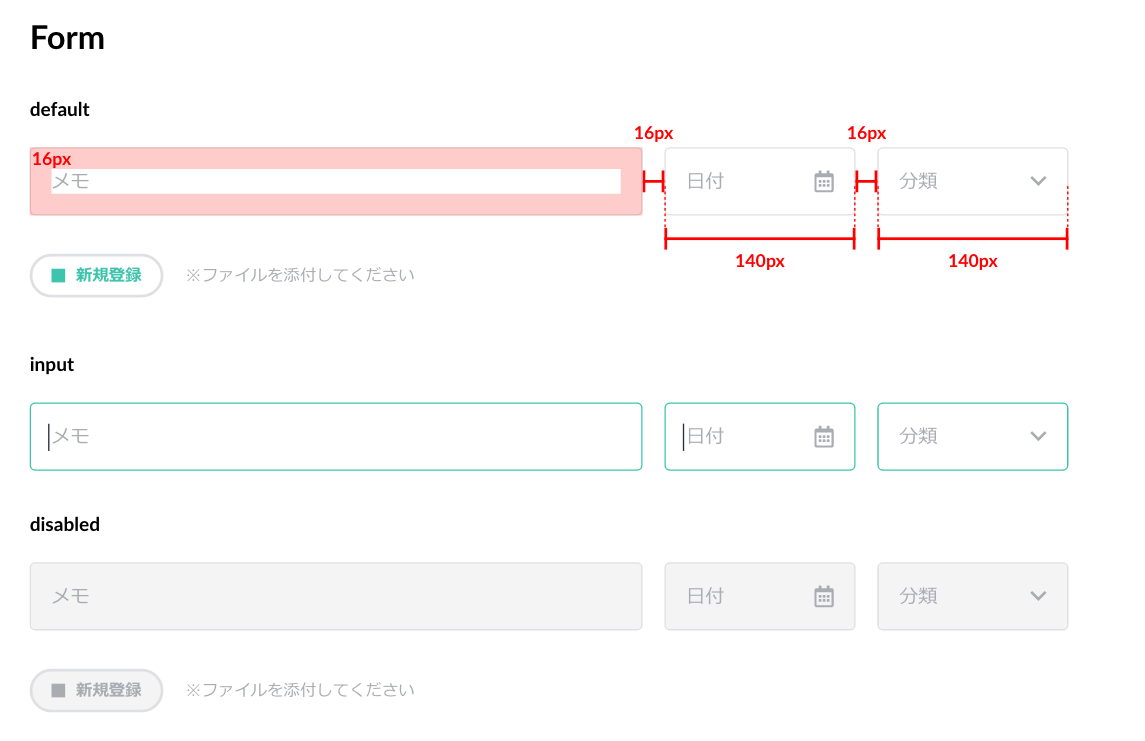 Form
default
16px 16px
16px
メモ 日付 分類
140px 140px
新規登録 ※ファイルを添付してください
input
メモ 日付 分類
disabled
メモ 日付 分類
新規登録 ※ファイルを添付してください